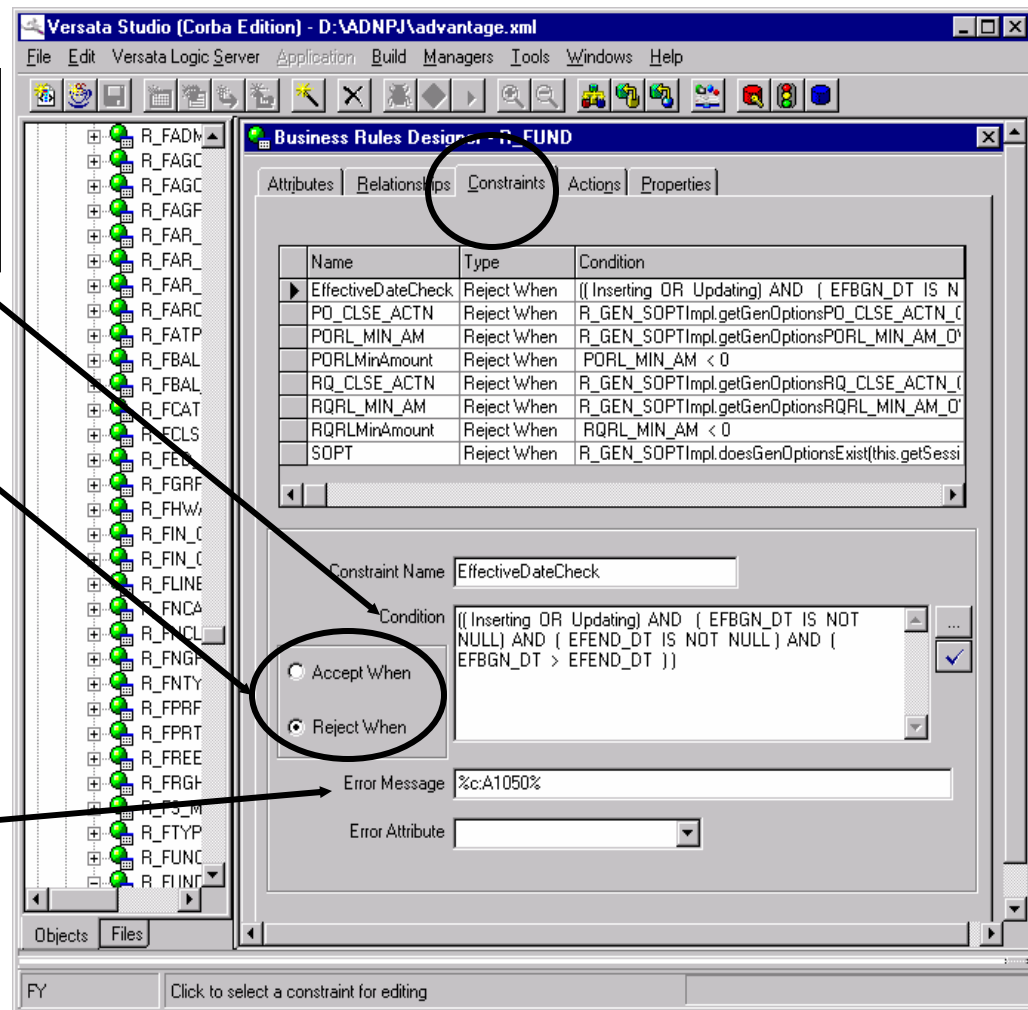 Versata Studio (Corba Edition) - D:\ADNPJ\advantage.xml
File Edit Versata Logic Server Application Build Managers Tools Windows Help
R_FADM
R_FAGC
R_FAGC
R_FAGF
R_FAR_
R_FAR_
R_FAR_
R_FARC
R_FATP
R_FBAL
R_FBAL
R_FCAT
R_FCLS
R_FED_
R_FGRF
R_FHWA
R_FIN_C
R_FIN_C
R_FLINE
R_FNCA
R_FNCL
R_FNGF
R_FNTY
R_FPRF
R_FPRT
R_FREE
R_FRGH
R_FS_M
R_FTYP
R_FUNC
R_FUND
Objects Files
Business Rules Designer - R_FUND
Attributes Relationships Constraints Actions Properties
Name Type Condition
EffectiveDateCheck Reject When (( Inserting OR Updating) AND ( EFBGN_DT IS N
PO_CLSE_ACTN Reject When R_GEN_SOPTImpl.getGenOptionsPO_CLSE_ACTN_(
PORL_MIN_AM Reject When R_GEN_SOPTImpl.getGenOptionsPORL_MIN_AM_O
PORLMinAmount Reject When PORL_MIN_AM < 0
RQ_CLSE_ACTN Reject When R_GEN_SOPTImpl.getGenOptionsRQ_CLSE_ACTN_(
RQRL_MIN_AM Reject When R_GEN_SOPTImpl.getGenOptionsRQRL_MIN_AM_O
RQRLMinAmount Reject When RQRL_MIN_AM < 0
SOPT Reject When R_GEN_SOPTImpl.doesGenOptionsExist(this.getSessi
Constraint Name EffectiveDateCheck
Condition (( Inserting OR Updating) AND ( EFBGN_DT IS NOT
NULL) AND ( EFEND_DT IS NOT NULL ) AND (
EFBGN_DT > EFEND_DT ))
...
Accept When
Reject When
Error Message %c:A1050%
Error Attribute
FY Click to select a constraint for editing